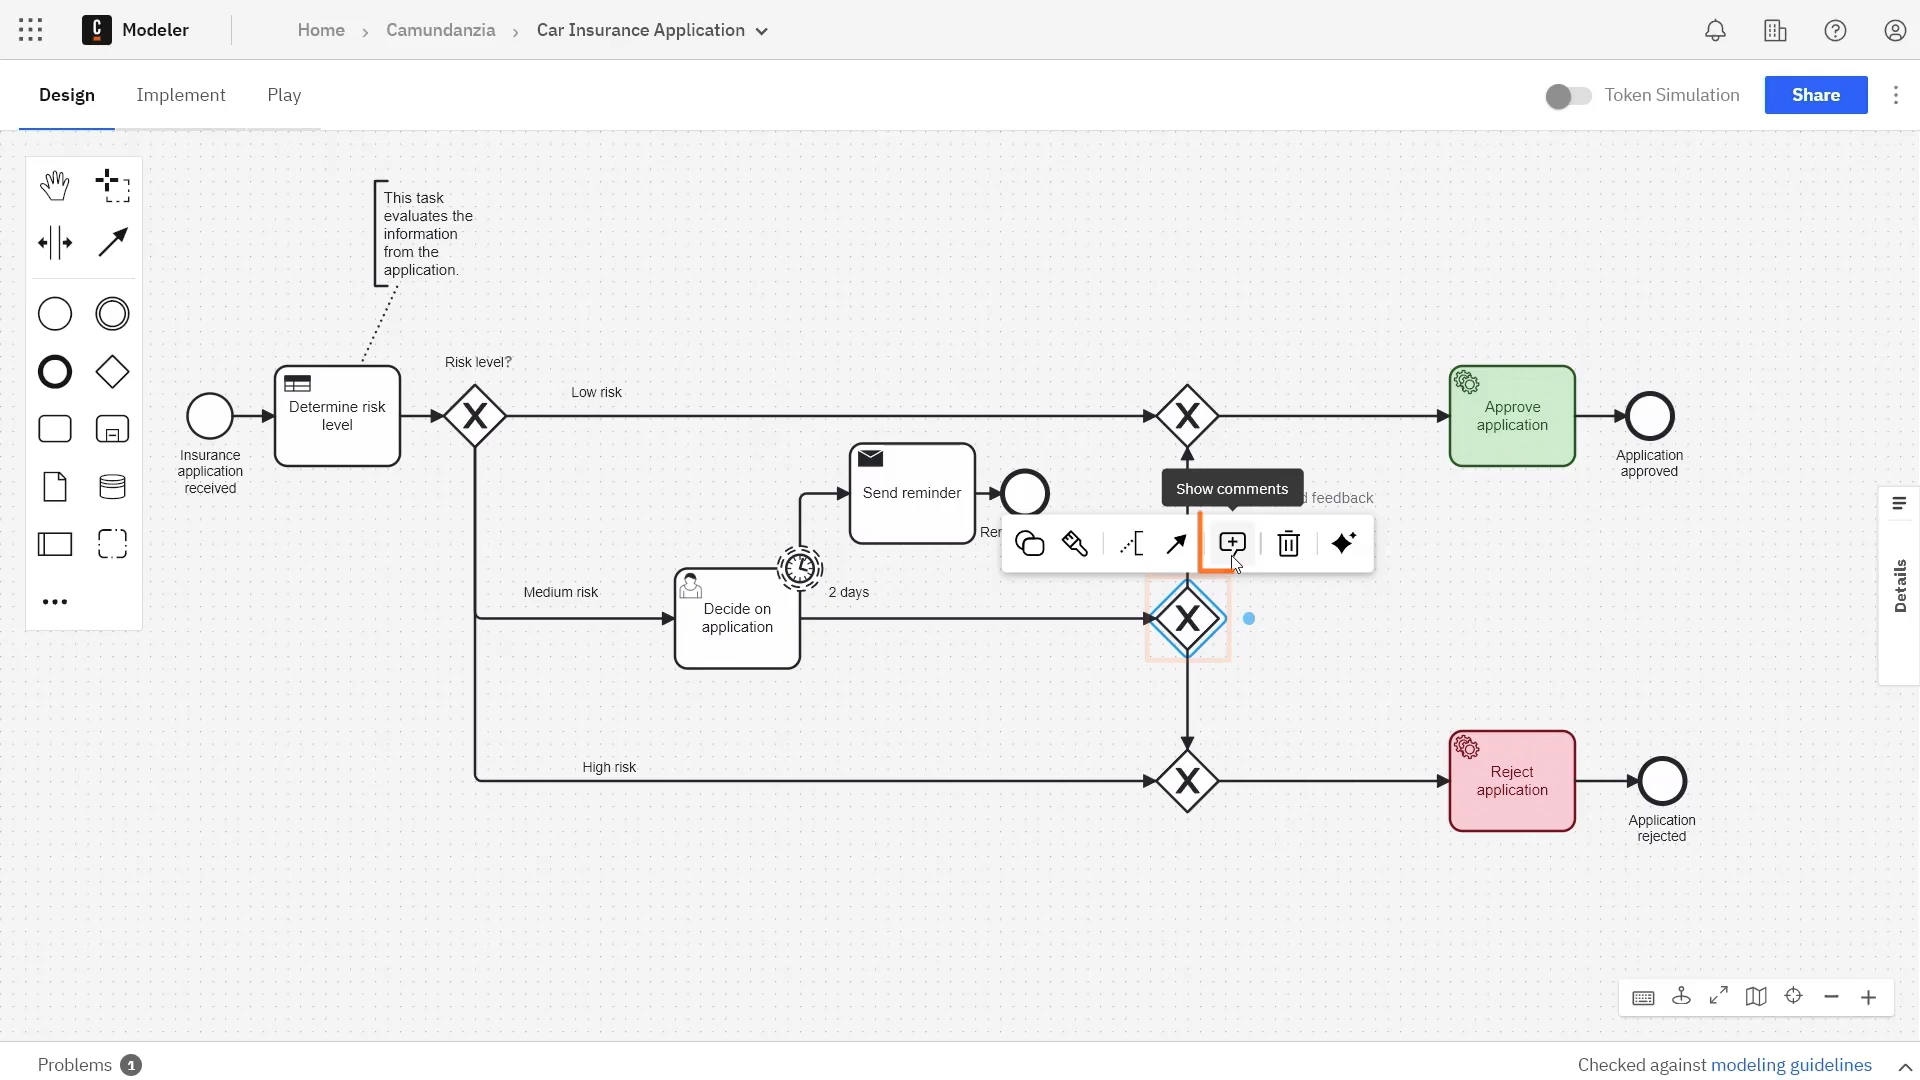 Modeler
Home
Camundanzia
Car Insurance Application
Design
Implement
Play
Token Simulation
Share
This task
evaluates the
information
from the
application.
Risk level?
Low risk
Determine risk
level
Insurance
application
received
Send reminder
Show comments
d feedback
Rer
Approve
application
Application
approved
Medium risk
2 days
Decide on
application
Details
High risk
Reject
application
Application
rejected
Problems 1
Checked against modeling guidelines